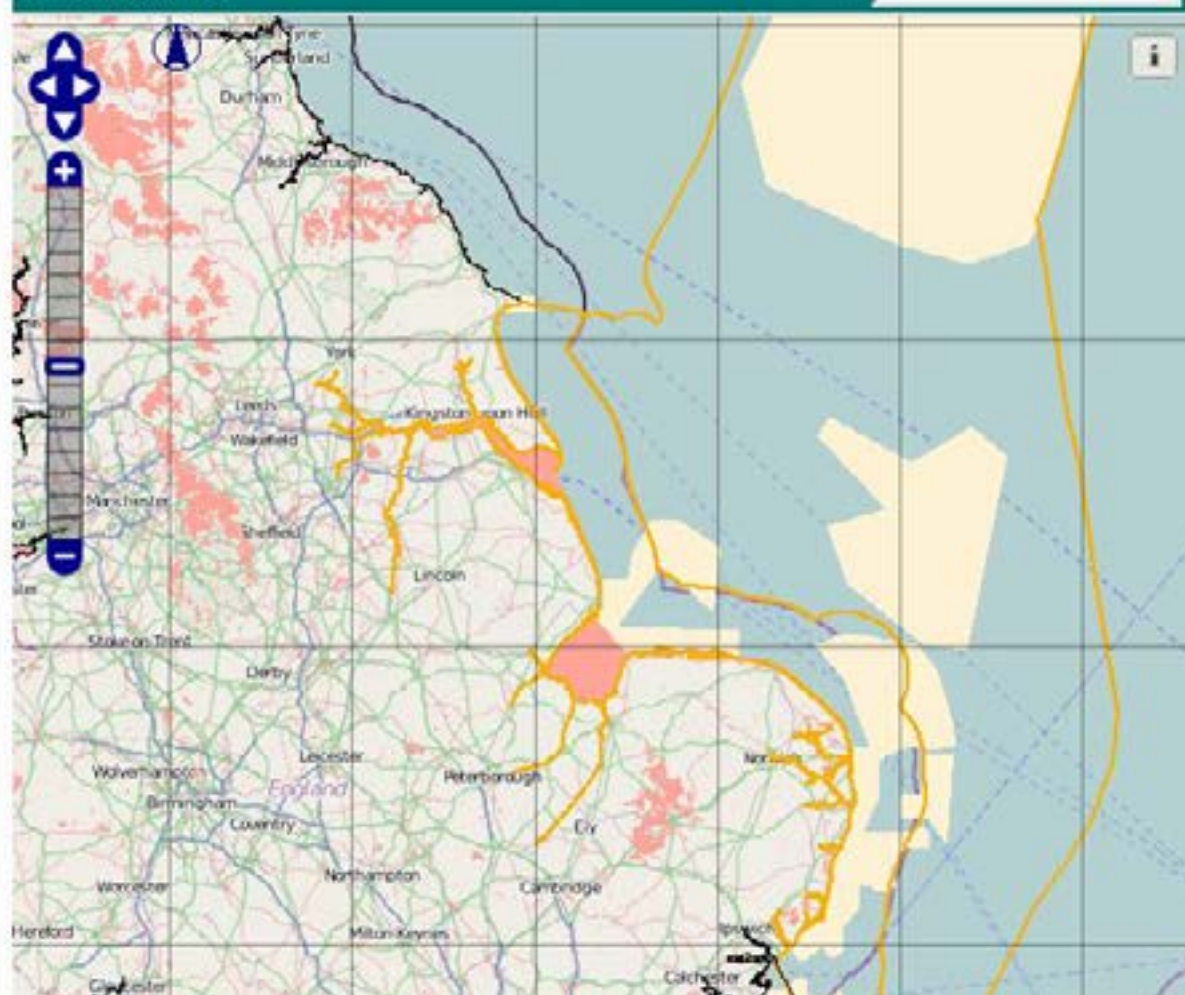 Sunderland
Durham
York
Leeds
Kingston upon Hull
Wakefield
Manchester
Sheffield
Lincoln
Stoke on Trent
Derby
Leicester
Norwich
Wolverhampton
Peterborough
England
Birmingham
Coventry
Ely
Northampton
Cambridge
Worcester
Hereford
Milton Keynes
Ipswich
Colchester
Gloucester
i